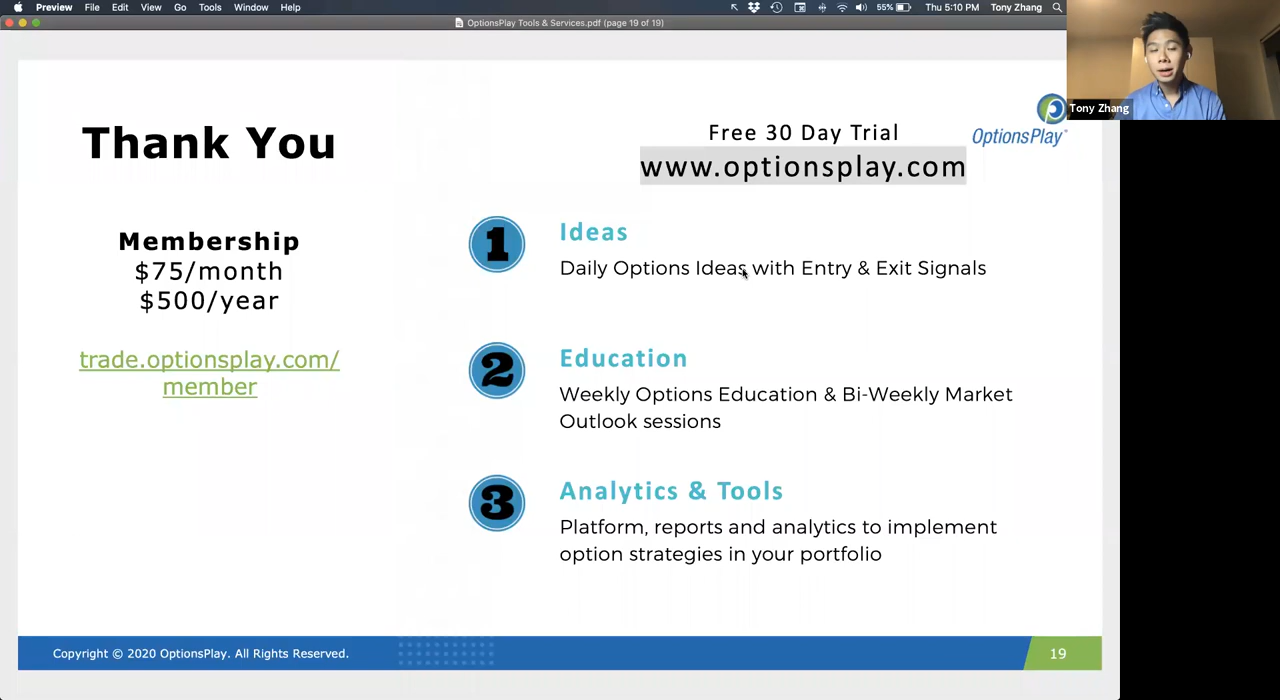 Preview File Edit View Go Tools Window Help
55% Thu 5:10 PM Tony Zhang
OptionsPlay Tools & Services.pdf (page 19 of 19)
Tony Zhang
Thank You
Membership
$75/month
$500/year
trade.optionsplay.com/
member
Free 30 Day Trial
www.optionsplay.com
OptionsPlay
1
Ideas
Daily Options Ideas with Entry & Exit Signals
2
Education
Weekly Options Education & Bi-Weekly Market
Outlook sessions
3
Analytics & Tools
Platform, reports and analytics to implement
option strategies in your portfolio
Copyright © 2020 OptionsPlay. All Rights Reserved.
19